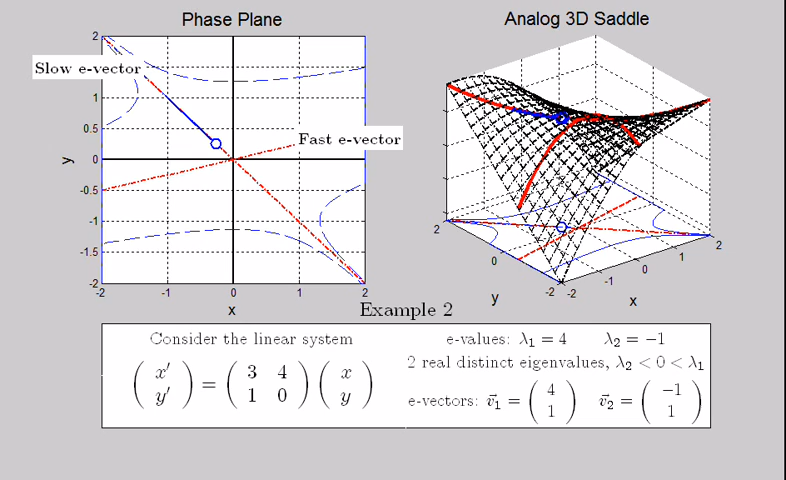 Phase Plane
Analog 3D Saddle
2
Slow e-vector
1
0.5
Fast e-vector
0
-0.5
-1
-1.5
-2
-2 -1 0 1 2
y
x
2
0
-2
-2
-1
0
1
2
y
x
Example 2
Consider the linear system
( x′ ) = ( 3 4 ) ( x )
( y′ ) ( 1 0 ) ( y )
e-values: λ₁ = 4 λ₂ = −1
2 real distinct eigenvalues, λ₂ < 0 < λ₁
e-vectors: v⃗₁ = ( 4 ) v⃗₂ = ( −1 )
( 1 ) ( 1 )